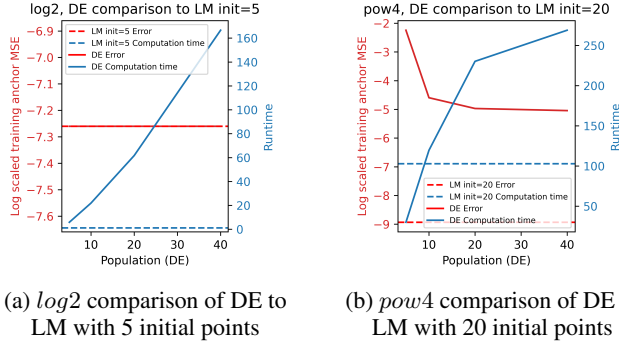 log2, DE comparison to LM init=5
Log scaled training anchor MSE
−6.9
−7.0
−7.1
−7.2
−7.3
−7.4
−7.5
−7.6
LM init=5 Error
LM init=5 Computation time
DE Error
DE Computation time
160
140
120
100
80
60
40
20
0
Runtime
10 20 30 40
Population (DE)
pow4, DE comparison to LM init=20
Log scaled training anchor MSE
−2
−3
−4
−5
−6
−7
−8
−9
LM init=20 Error
LM init=20 Computation time
DE Error
DE Computation time
250
200
150
100
50
Runtime
10 20 30 40
Population (DE)
(a) log2 comparison of DE to
LM with 5 initial points
(b) pow4 comparison of DE
LM with 20 initial points